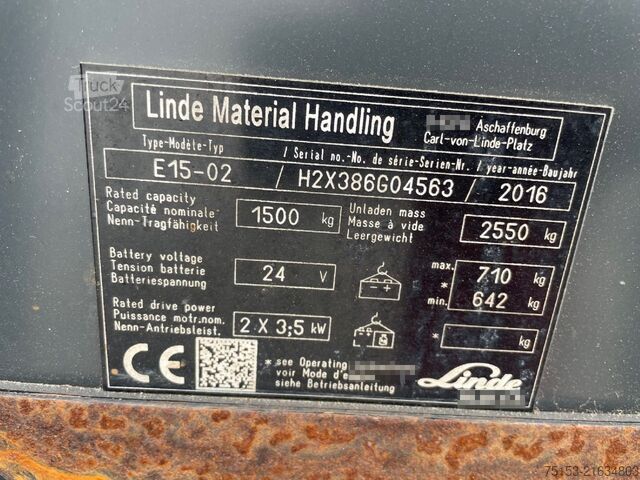 Truck
Scout24
Linde Material Handling
Aschaffenburg
Carl-von-Linde-Platz
Type-Modèle-Typ / Serial no.-No. de série-Serien-Nr. / year-année-Baujahr
E15-02 / H2X386G04563 / 2016
Rated capacity
Capacité nominale
Nenn-Tragfähigkeit
1500 kg
Unladen mass
Masse à vide
Leergewicht
2550 kg
Battery voltage
Tension batterie
Batteriespannung
24 V
max. 710 kg
*
min. 642 kg
Rated drive power
Puissance motr.nom.
Nenn-Antriebsleist.
2 X 3,5 kW
* kg
CE
* see Operating
voir Mode d'e
siehe Betriebsanleitung
Linde
75153-21634803